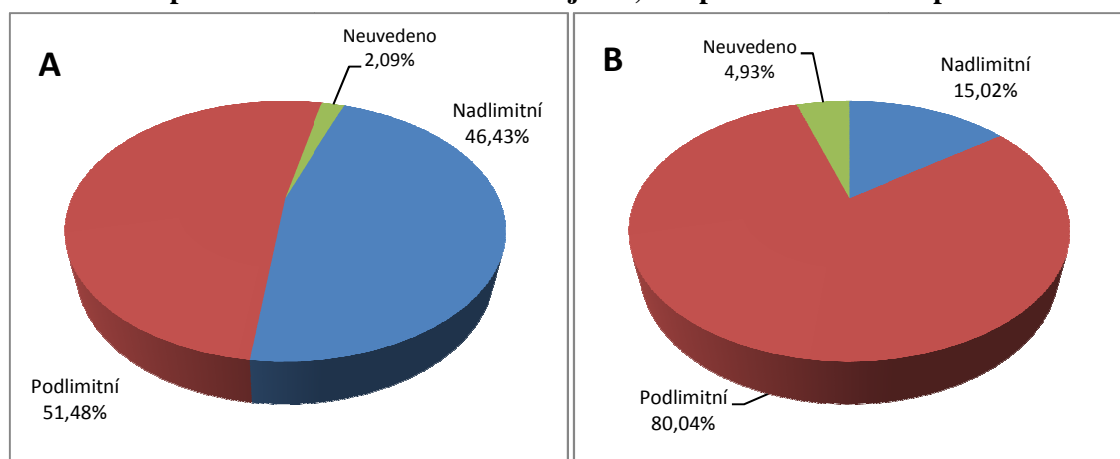 A
Neuvedeno
2,09%
Nadlimitní
46,43%
Podlimitní
51,48%
B
Neuvedeno
4,93%
Nadlimitní
15,02%
Podlimitní
80,04%